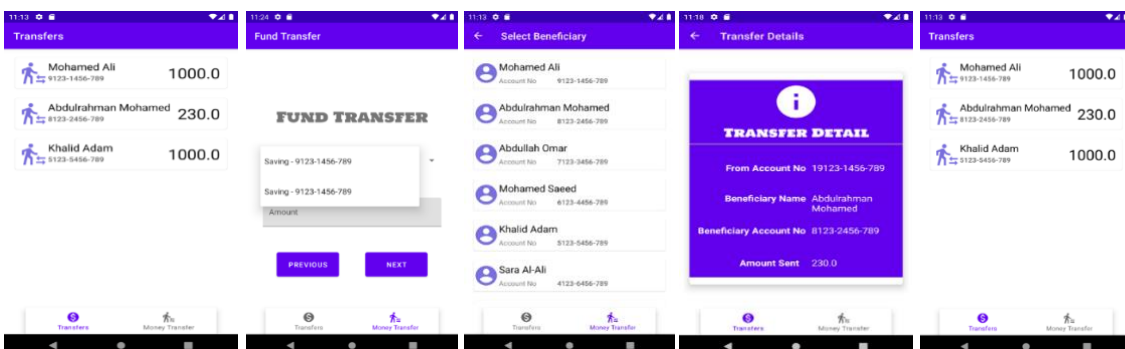 11:13
Transfers
Mohamed Ali
9123-1456-789
1000.0
Abdulrahman Mohamed
8123-2456-789
230.0
Khalid Adam
5123-5456-789
1000.0
Transfers
Money Transfer
11:24
Fund Transfer
FUND TRANSFER
Saving - 9123-1456-789
Saving - 9123-1456-789
Amount
PREVIOUS
NEXT
Transfers
Money Transfer
11:13
Select Beneficiary
Mohamed Ali
Account No 9123-1456-789
Abdulrahman Mohamed
Account No 8123-2456-789
Abdullah Omar
Account No 7123-3456-789
Mohamed Saeed
Account No 6123-4456-789
Khalid Adam
Account No 5123-5456-789
Sara Al-Ali
Account No 4123-6456-789
Transfers
Money Transfer
11:18
Transfer Details
TRANSFER DETAIL
From Account No 19123-1456-789
Beneficiary Name Abdulrahman
Mohamed
Beneficiary Account No 8123-2456-789
Amount Sent 230.0
Transfers
Money Transfer
11:13
Transfers
Mohamed Ali
9123-1456-789
1000.0
Abdulrahman Mohamed
8123-2456-789
230.0
Khalid Adam
5123-5456-789
1000.0
Transfers
Money Transfer